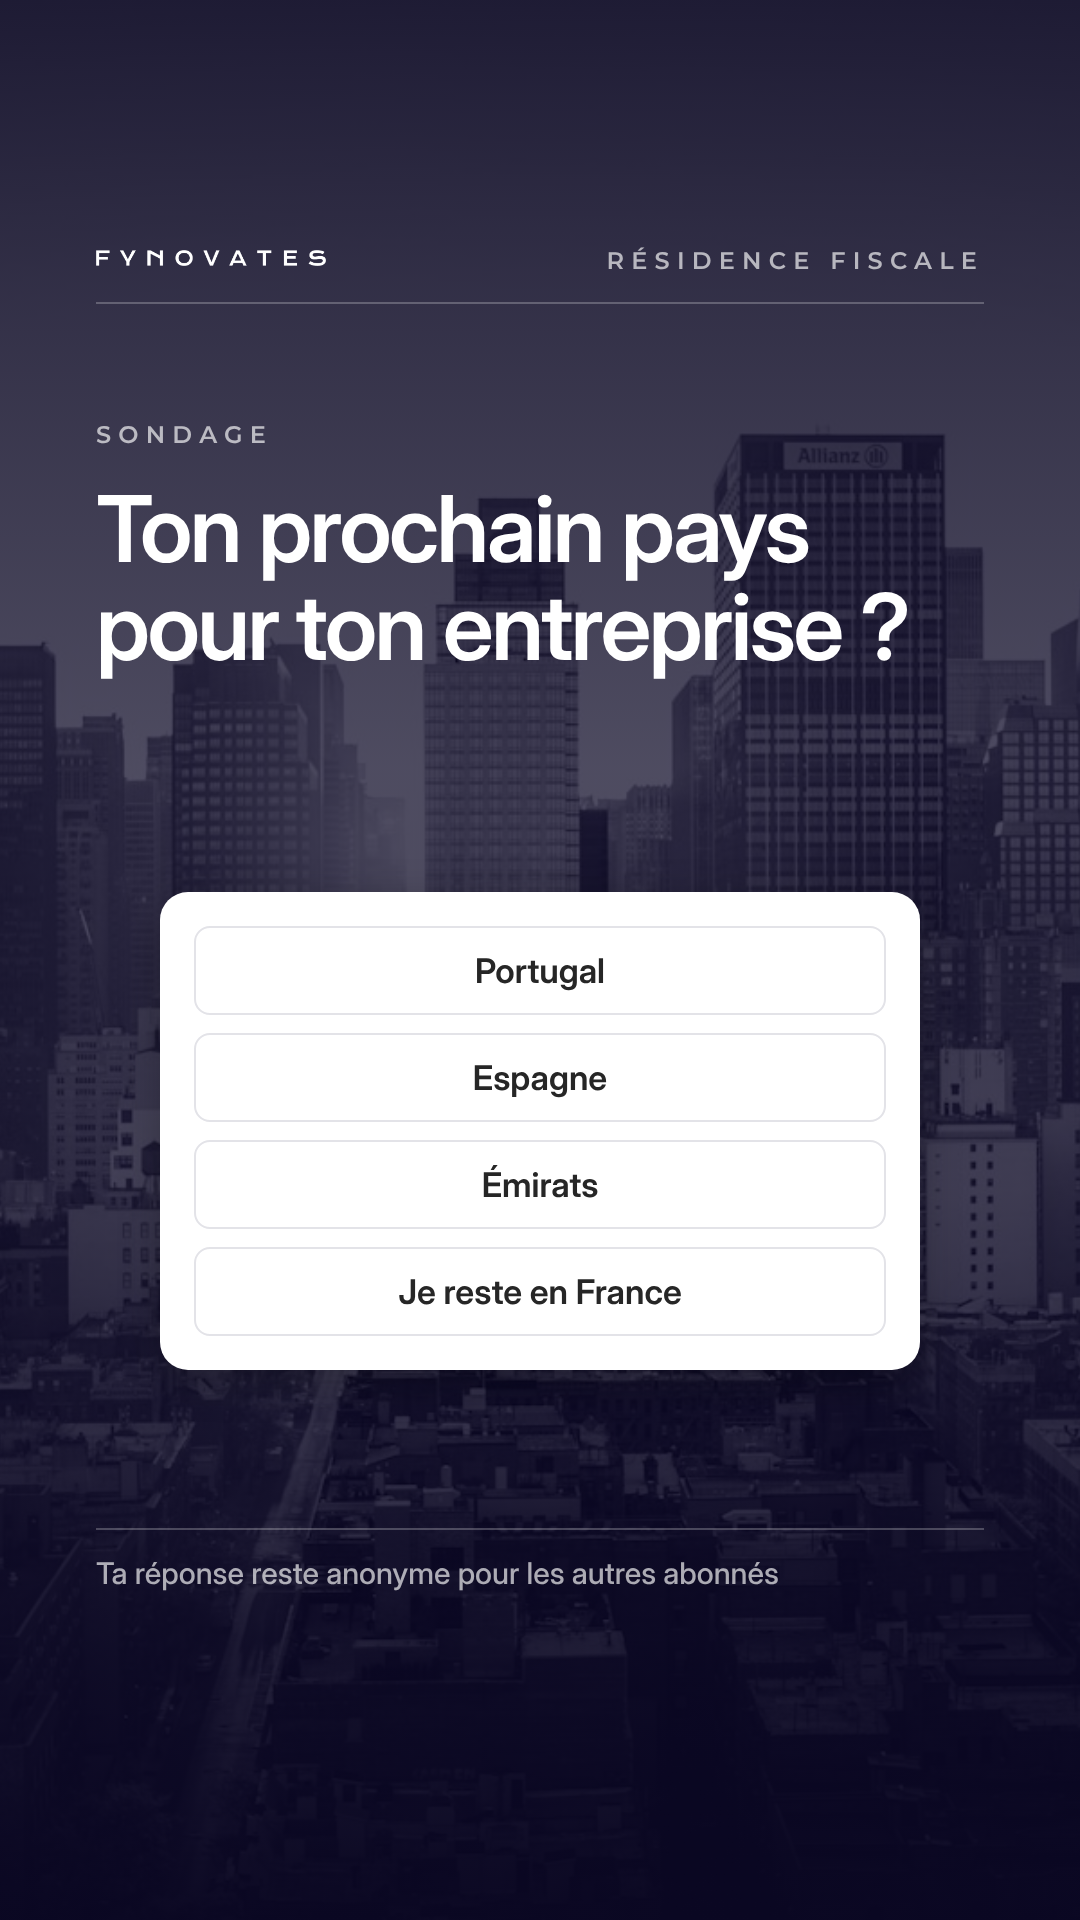 FYNOVATES
RÉSIDENCE FISCALE
SONDAGE
Allianz
Ton prochain pays
pour ton entreprise ?
Portugal
Espagne
Émirats
Je reste en France
Ta réponse reste anonyme pour les autres abonnés